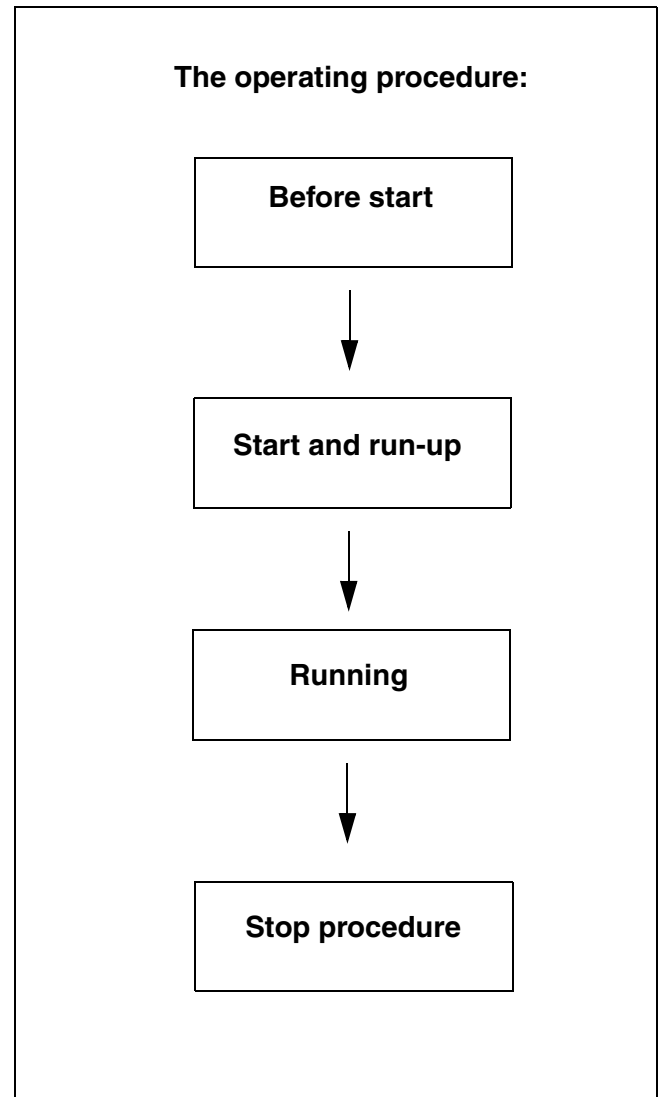 The operating procedure:
Before start
Start and run-up
Running
Stop procedure